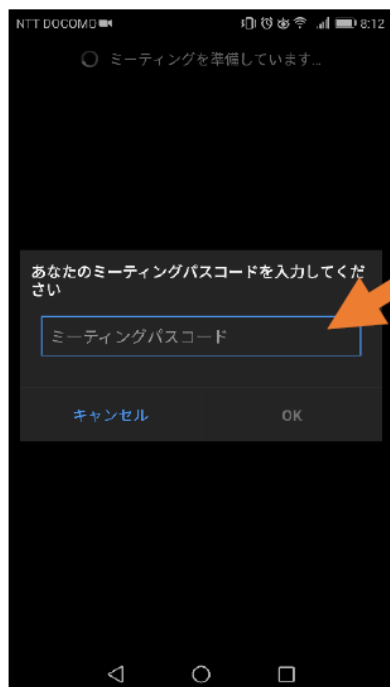 NTT DOCOMO 8:12
ミーティングを準備しています...
あなたのミーティングパスコードを入力してくだ
さい
ミーティングパスコード
キャンセル OK